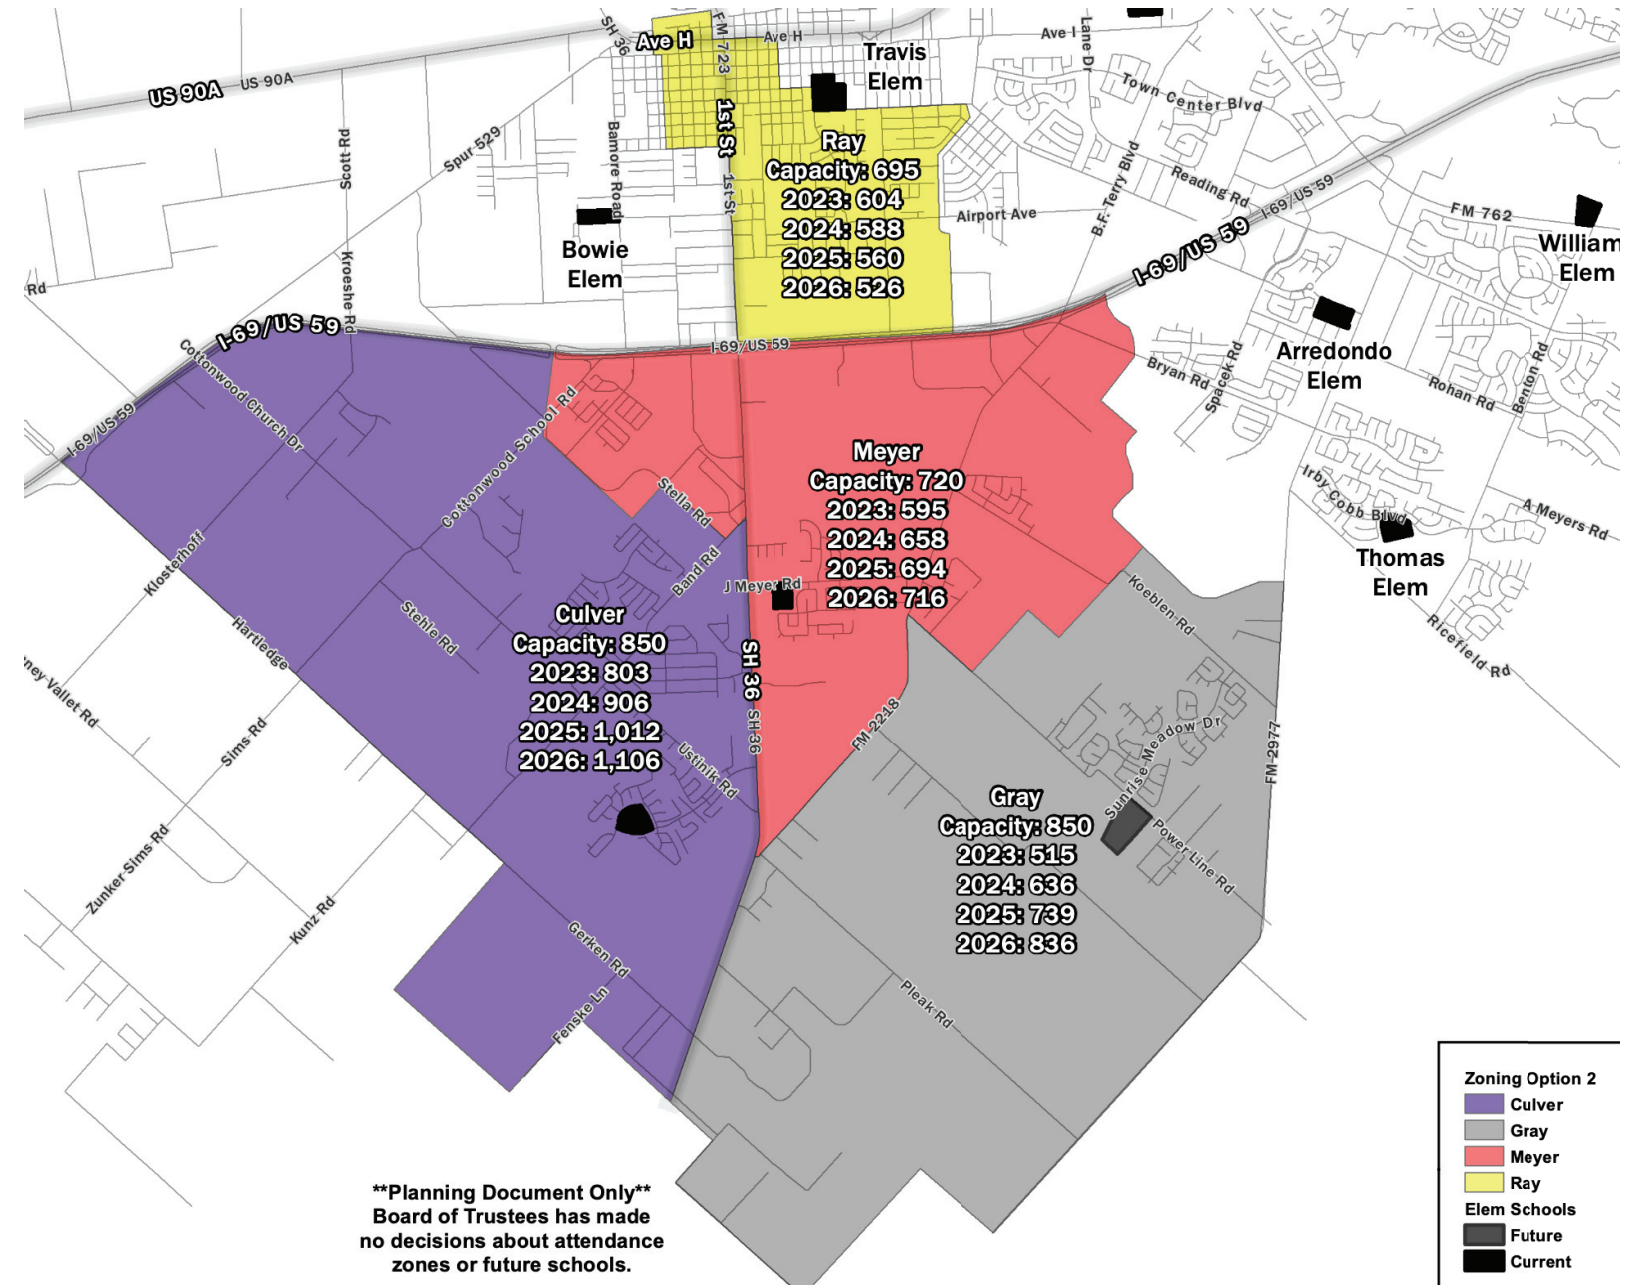 SH 36
FM 723
Ave H
Ave H
Ave I
Lane Dr
Travis
Elem
US 90A
US 90A
Town Center Blvd
Scott Rd
Spur 529
Bamore Road
1st St
1st St
Ray
Capacity: 695
2023: 604
2024: 588
2025: 560
2026: 526
B.F. Terry Blvd
Reading Rd
I-69/US 59
Airport Ave
FM 762
I-69/US 59
William
Elem
Bowie
Elem
Kroeshe Rd
Rd
I-69/US 59
I-69/US 59
Arredondo
Elem
Cottonwood Church Dr
Bryan Rd
Spacek Rd
Rohan Rd
Benton Rd
I-69/US 59
Cottonwood School Rd
Meyer
Capacity: 720
2023: 595
2024: 658
2025: 694
2026: 716
Stella Rd
Irby Cobb Blvd
A Meyers Rd
Thomas
Elem
Klosterhoff
Band Rd
J Meyer Rd
Koeblen Rd
Ricefield Rd
Culver
Capacity: 850
2023: 803
2024: 906
2025: 1,012
2026: 1,106
Stehle Rd
Hartledge
SH 36
SH 36
ney Vallet Rd
Sims Rd
FM 2218
Sunrise Meadow Dr
FM 2977
Ustinik Rd
Gray
Capacity: 850
2023: 515
2024: 636
2025: 739
2026: 836
Power Line Rd
Zunker Sims Rd
Kunz Rd
Gerken Rd
Fenske Ln
Pleak Rd
Zoning Option 2
Culver
Gray
Meyer
Ray
Elem Schools
Future
Current
**Planning Document Only**
Board of Trustees has made
no decisions about attendance
zones or future schools.